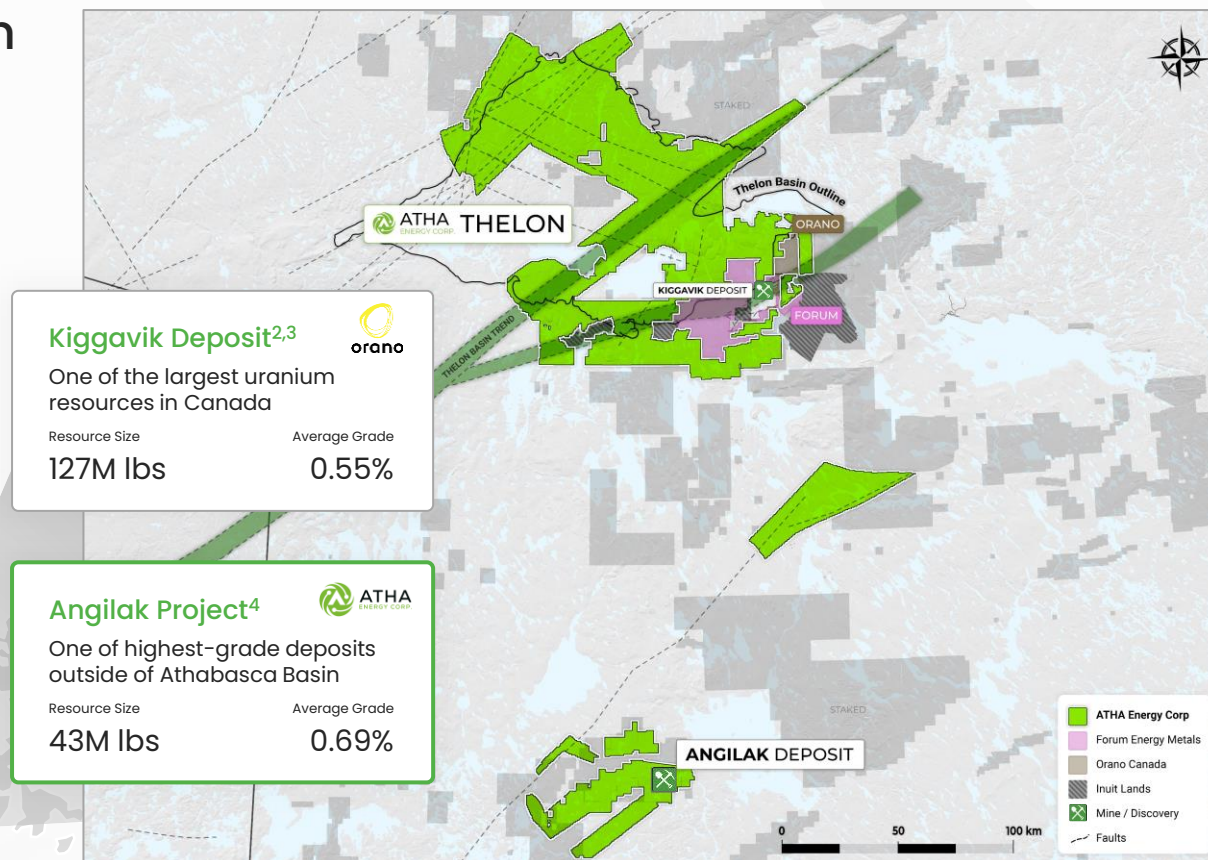 n
STAKED
Thelon Basin Outline
ATHA
ENERGY CORP.
THELON
ORANO
KIGGAVIK DEPOSIT
FORUM
THELON BASIN TREND
Kiggavik Deposit2,3
orano
One of the largest uranium
resources in Canada
Resource Size
Average Grade
127M lbs
0.55%
Angilak Project4
ATHA
ENERGY CORP.
One of highest-grade deposits
outside of Athabasca Basin
Resource Size
Average Grade
43M lbs
0.69%
STAKED
ANGILAK DEPOSIT
ATHA Energy Corp
Forum Energy Metals
Orano Canada
Inuit Lands
Mine / Discovery
Faults
0 50 100 km